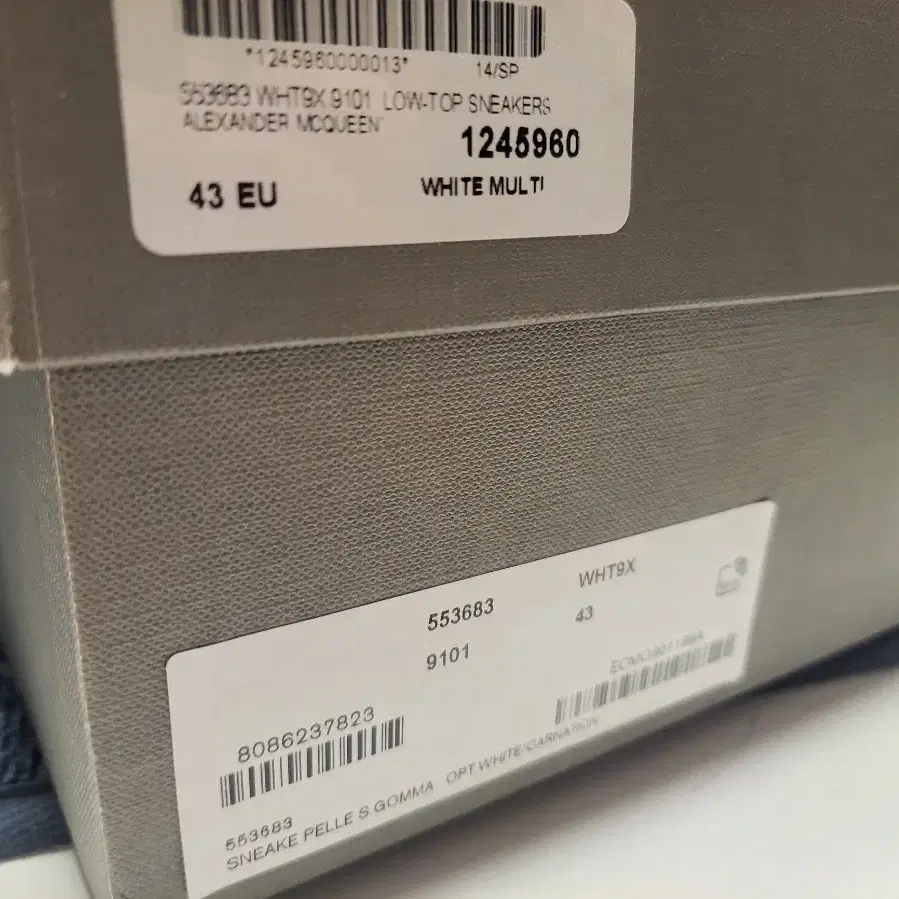 *1245960000013*
14/SP
553683 WHT9X 9101 LOW-TOP SNEAKERS
ALEXANDER MCQUEEN
1245960
43 EU
WHITE MULTI
553683 WHT9X
9101 43
8086237823
553683
SNEAKE PELLE S.GOMMA OPT.WHITE/CARNATION